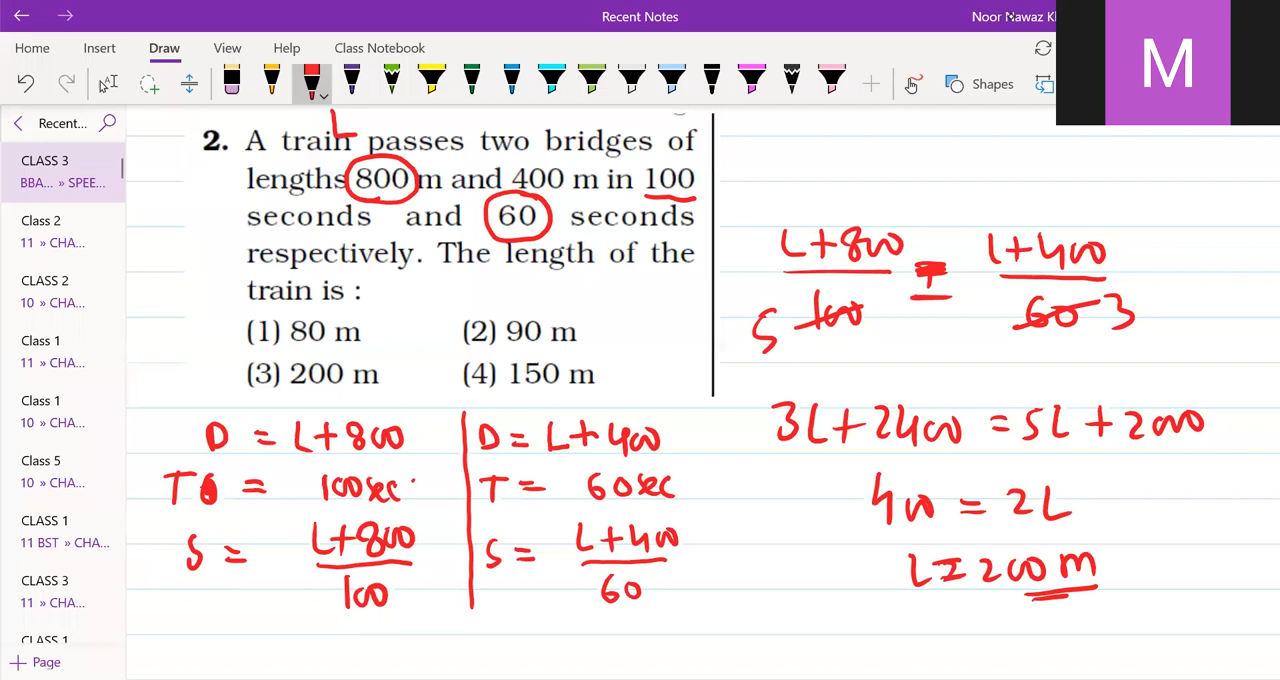 Recent Notes
Noor Nawaz Kh
M
Home Insert Draw View Help Class Notebook
Shapes
Recent...
CLASS 3
BBA... » SPEE...
Class 2
11 » CHA...
CLASS 2
10 » CHA...
Class 1
11 » CHA...
Class 1
10 » CHA...
Class 5
10 » CHA...
CLASS 1
11 BST » CHA...
CLASS 3
11 » CHA...
CLASS 1
Page
L
2. A train passes two bridges of
lengths 800 m and 400 m in 100
seconds and 60 seconds
respectively. The length of the
train is :
(1) 80 m (2) 90 m
(3) 200 m (4) 150 m
D = L+800
T = 100sec.
S = L+800
100
D = L+400
T = 60sec
S = L+400
60
L+800 = L+400
5 100 60 3
3L+2400 = 5L+2000
400 = 2L
L = 200 m